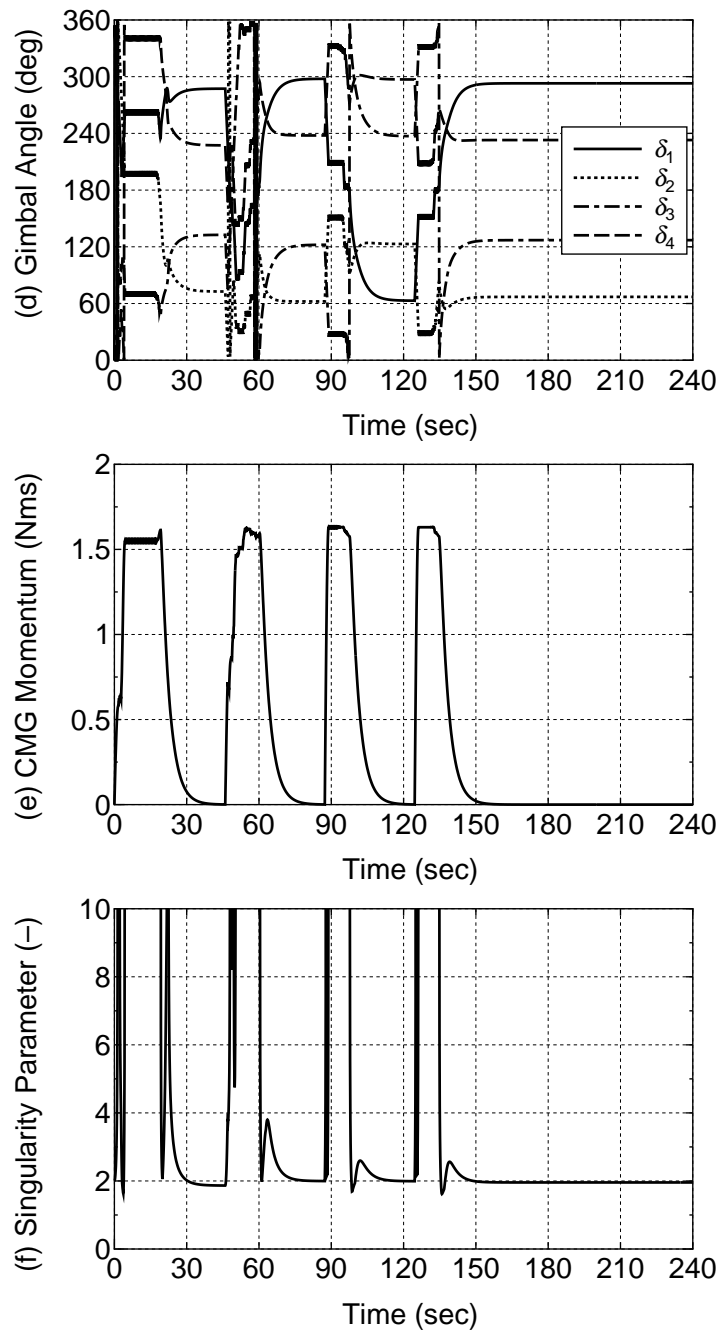 (d) Gimbal Angle (deg)
360
300
240
180
120
60
0
δ1
δ2
δ3
δ4
0 30 60 90 120 150 180 210 240
Time (sec)
(e) CMG Momentum (Nms)
2
1.5
1
0.5
0
0 30 60 90 120 150 180 210 240
Time (sec)
(f) Singularity Parameter (–)
10
8
6
4
2
0
0 30 60 90 120 150 180 210 240
Time (sec)